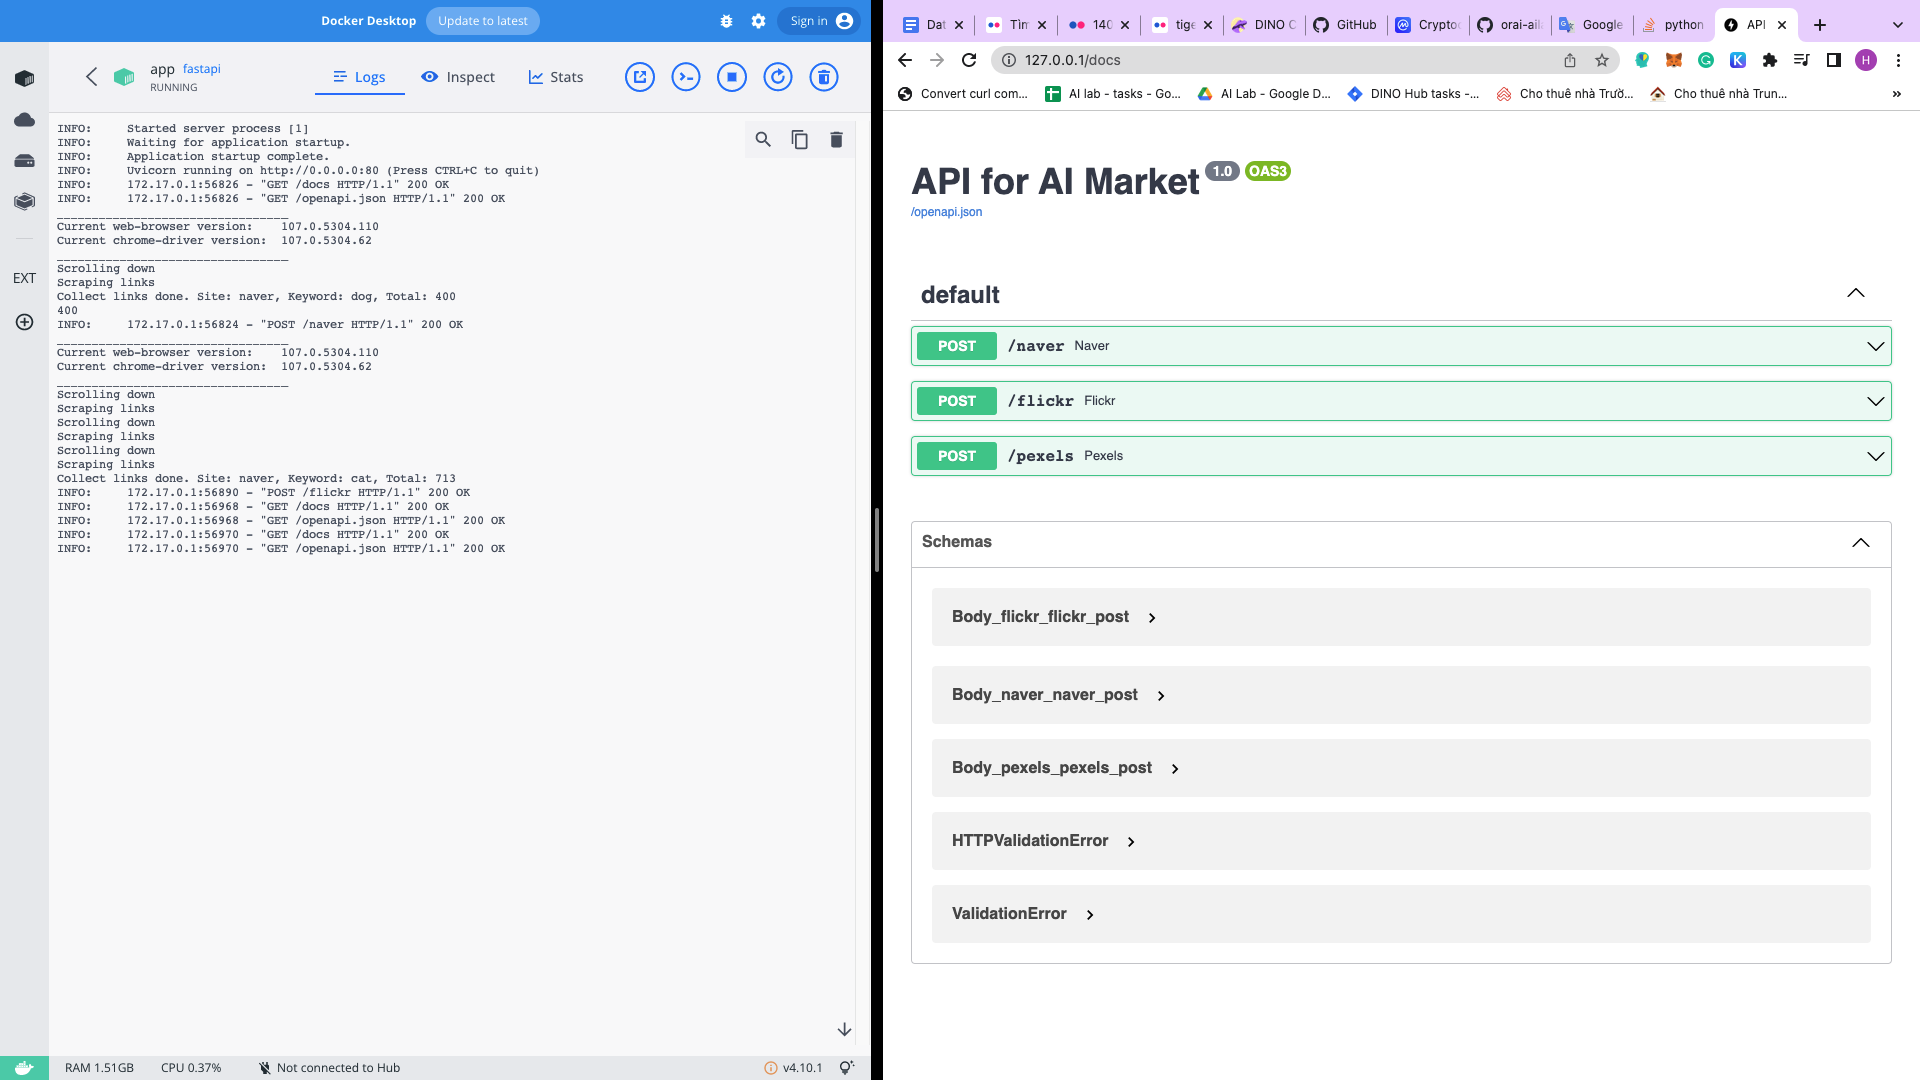 Docker Desktop
Update to latest
Sign in
app fastapi
RUNNING
Logs
Inspect
Stats
INFO: Started server process [1]
INFO: Waiting for application startup.
INFO: Application startup complete.
INFO: Uvicorn running on http://0.0.0.0:80 (Press CTRL+C to quit)
INFO: 172.17.0.1:56826 - "GET /docs HTTP/1.1" 200 OK
INFO: 172.17.0.1:56826 - "GET /openapi.json HTTP/1.1" 200 OK
_________________________________
Current web-browser version: 107.0.5304.110
Current chrome-driver version: 107.0.5304.62
_________________________________
Scrolling down
Scraping links
Collect links done. Site: naver, Keyword: dog, Total: 400
400
INFO: 172.17.0.1:56824 - "POST /naver HTTP/1.1" 200 OK
_________________________________
Current web-browser version: 107.0.5304.110
Current chrome-driver version: 107.0.5304.62
_________________________________
Scrolling down
Scraping links
Scrolling down
Scraping links
Scrolling down
Scraping links
Collect links done. Site: naver, Keyword: cat, Total: 713
INFO: 172.17.0.1:56890 - "POST /flickr HTTP/1.1" 200 OK
INFO: 172.17.0.1:56968 - "GET /docs HTTP/1.1" 200 OK
INFO: 172.17.0.1:56968 - "GET /openapi.json HTTP/1.1" 200 OK
INFO: 172.17.0.1:56970 - "GET /docs HTTP/1.1" 200 OK
INFO: 172.17.0.1:56970 - "GET /openapi.json HTTP/1.1" 200 OK
EXT
RAM 1.51GB CPU 0.37% Not connected to Hub v4.10.1
Dat Tìm 140 tige DINO C GitHub Crypto orai-aila Google python API
127.0.0.1/docs
H
Convert curl com... AI lab - tasks - Go... AI Lab - Google D... DINO Hub tasks -... Cho thuê nhà Trườ... Cho thuê nhà Trun... »
API for AI Market 1.0 OAS3
/openapi.json
default
POST /naver Naver
POST /flickr Flickr
POST /pexels Pexels
Schemas
Body_flickr_flickr_post
Body_naver_naver_post
Body_pexels_pexels_post
HTTPValidationError
ValidationError